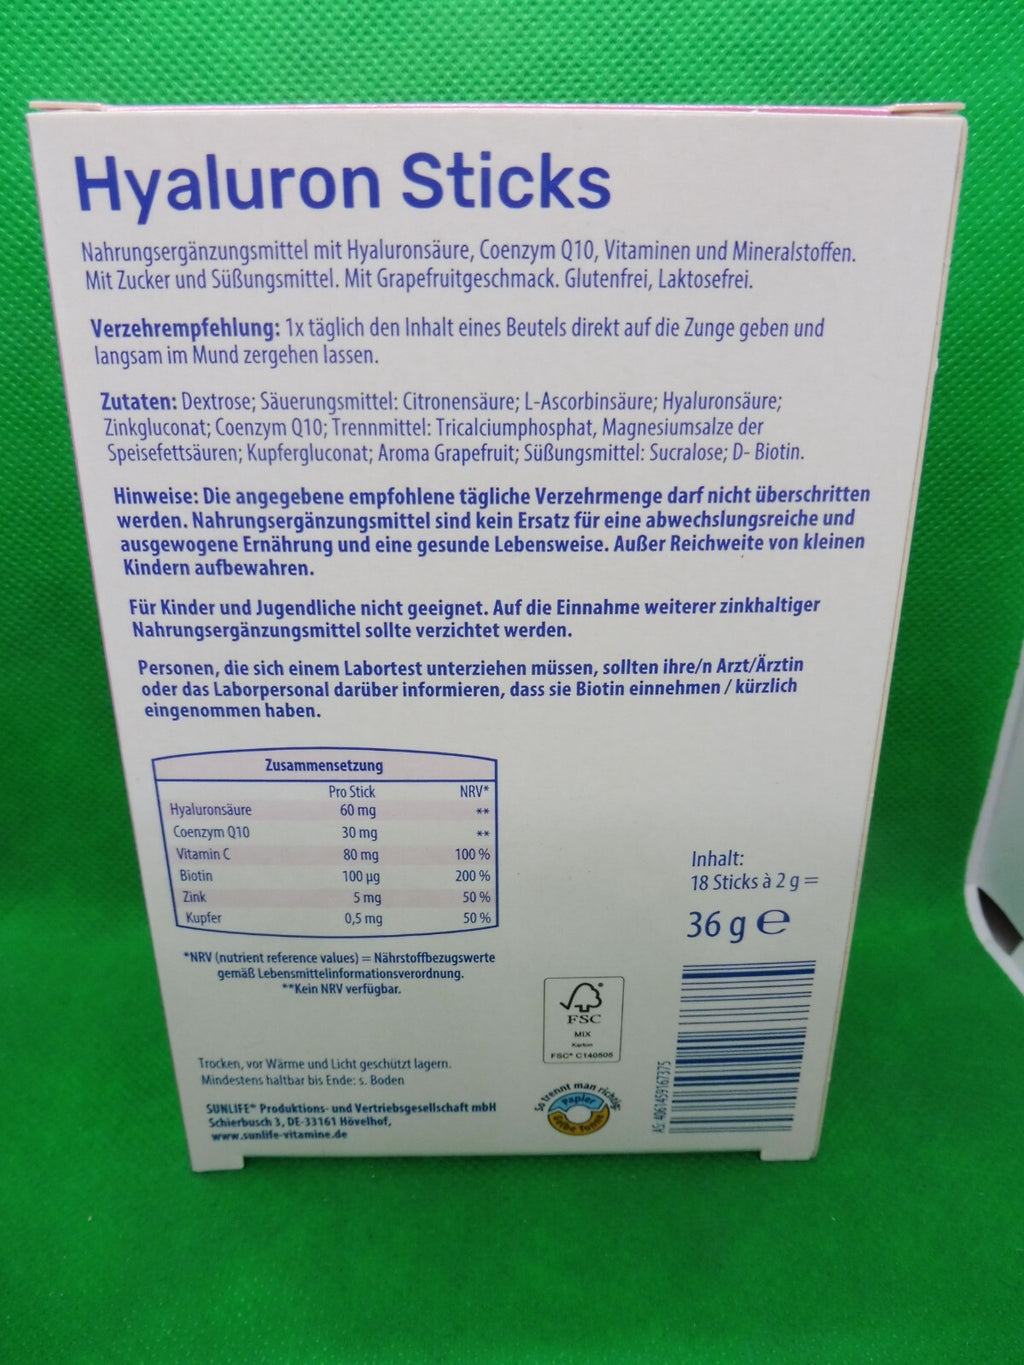 Hyaluron Sticks
Nahrungsergänzungsmittel mit Hyaluronsäure, Coenzym Q10, Vitaminen und Mineralstoffen.
Mit Zucker und Süßungsmittel. Mit Grapefruitgeschmack. Glutenfrei, Laktosefrei.
Verzehrempfehlung: 1x täglich den Inhalt eines Beutels direkt auf die Zunge geben und
langsam im Mund zergehen lassen.
Zutaten: Dextrose; Säuerungsmittel: Citronensäure; L-Ascorbinsäure; Hyaluronsäure;
Zinkgluconat; Coenzym Q10; Trennmittel: Tricalciumphosphat, Magnesiumsalze der
Speisefettsäuren; Kupfergluconat; Aroma Grapefruit; Süßungsmittel: Sucralose; D- Biotin.
Hinweise: Die angegebene empfohlene tägliche Verzehrmenge darf nicht überschritten
werden. Nahrungsergänzungsmittel sind kein Ersatz für eine abwechslungsreiche und
ausgewogene Ernährung und eine gesunde Lebensweise. Außer Reichweite von kleinen
Kindern aufbewahren.
Für Kinder und Jugendliche nicht geeignet. Auf die Einnahme weiterer zinkhaltiger
Nahrungsergänzungsmittel sollte verzichtet werden.
Personen, die sich einem Labortest unterziehen müssen, sollten ihre/n Arzt/Ärztin
oder das Laborpersonal darüber informieren, dass sie Biotin einnehmen / kürzlich
eingenommen haben.
Zusammensetzung
Pro Stick NRV*
Hyaluronsäure 60 mg **
Coenzym Q10 30 mg **
Vitamin C 80 mg 100 %
Biotin 100 µg 200 %
Zink 5 mg 50 %
Kupfer 0,5 mg 50 %
*NRV (nutrient reference values) = Nährstoffbezugswerte
gemäß Lebensmittelinformationsverordnung.
**Kein NRV verfügbar.
Inhalt:
18 Sticks à 2 g =
36 g ℮
FSC
MIX
Karton
FSC® C140505
So trennt man richtig:
Papier
Gelbe Tonne
AS: 4061459167375
Trocken, vor Wärme und Licht geschützt lagern.
Mindestens haltbar bis Ende: s. Boden
SUNLIFE® Produktions- und Vertriebsgesellschaft mbH
Schierbusch 3, DE-33161 Hövelhof,
www.sunlife-vitamine.de